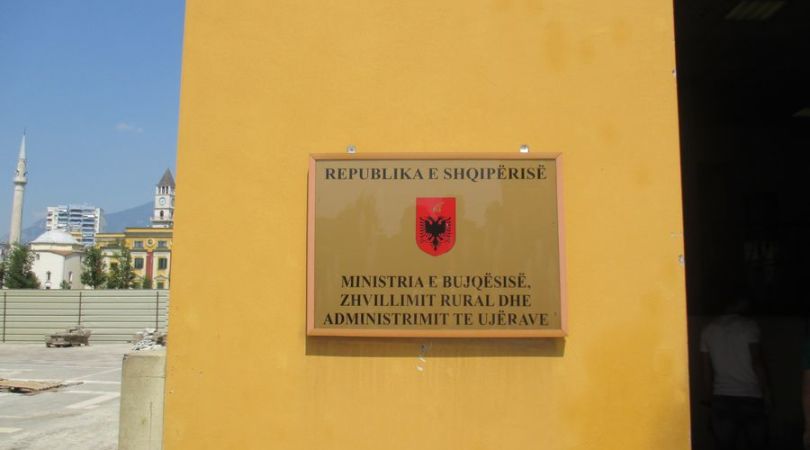 REPUBLIKA E SHQIPËRISË
MINISTRIA E BUJQËSISË,
ZHVILLIMIT RURAL DHE
ADMINISTRIMIT TE UJËRAVE